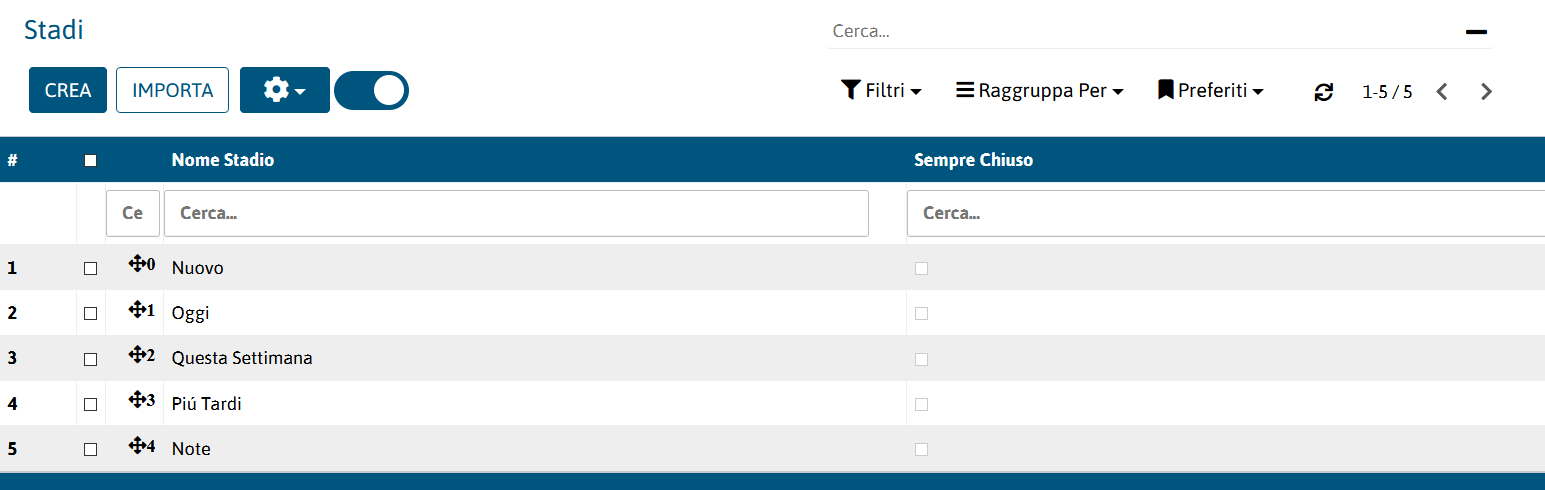 Stadi
Cerca...
CREA IMPORTA Filtri Raggruppa Per Preferiti 1-5 / 5
# Nome Stadio Sempre Chiuso
Ce Cerca... Cerca...
1 0 Nuovo
2 1 Oggi
3 2 Questa Settimana
4 3 Piú Tardi
5 4 Note